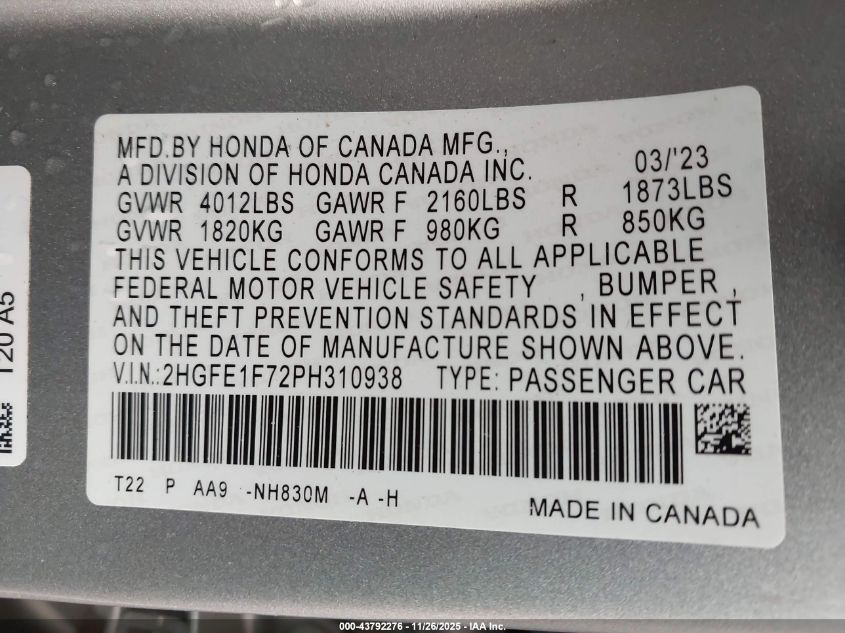 MFD.BY HONDA OF CANADA MFG.,
A DIVISION OF HONDA CANADA INC. 03/'23
GVWR 4012LBS GAWR F 2160LBS R 1873LBS
GVWR 1820KG GAWR F 980KG R 850KG
THIS VEHICLE CONFORMS TO ALL APPLICABLE
FEDERAL MOTOR VEHICLE SAFETY , BUMPER ,
AND THEFT PREVENTION STANDARDS IN EFFECT
ON THE DATE OF MANUFACTURE SHOWN ABOVE.
V.I.N.:2HGFE1F72PH310938 TYPE: PASSENGER CAR
T22 P AA9 -NH830M -A -H
MADE IN CANADA
T20 A5
000-43792276 - 11/26/2025 - IAA Inc.